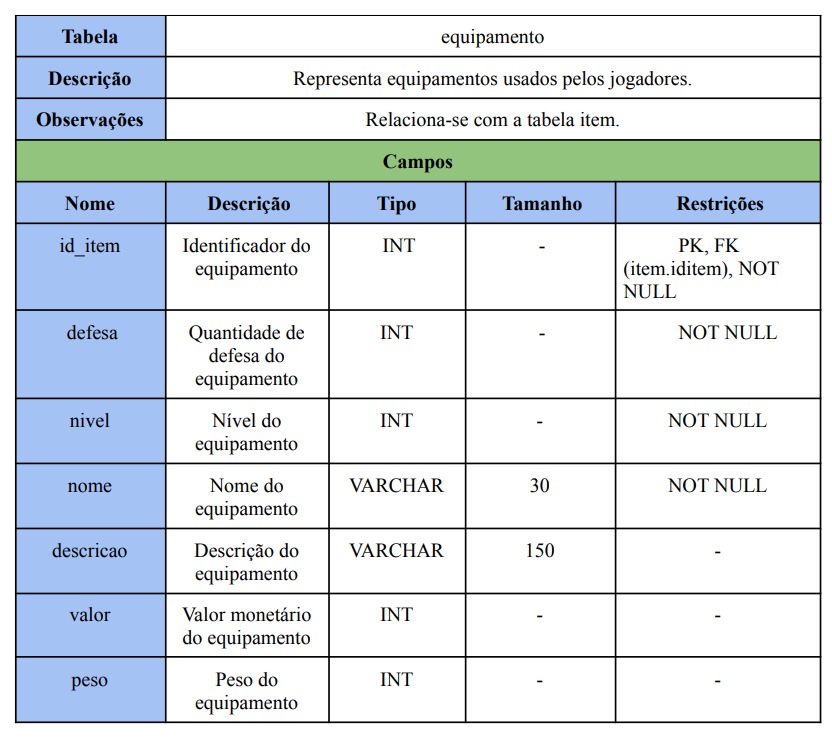 Tabela equipamento
Descrição Representa equipamentos usados pelos jogadores.
Observações Relaciona-se com a tabela item.
Campos
Nome Descrição Tipo Tamanho Restrições
id_item Identificador do INT - PK, FK
equipamento (item.iditem), NOT
NULL
defesa Quantidade de INT - NOT NULL
defesa do
equipamento
nivel Nível do INT - NOT NULL
equipamento
nome Nome do VARCHAR 30 NOT NULL
equipamento
descricao Descrição do VARCHAR 150 -
equipamento
valor Valor monetário INT - -
do equipamento
peso Peso do INT - -
equipamento